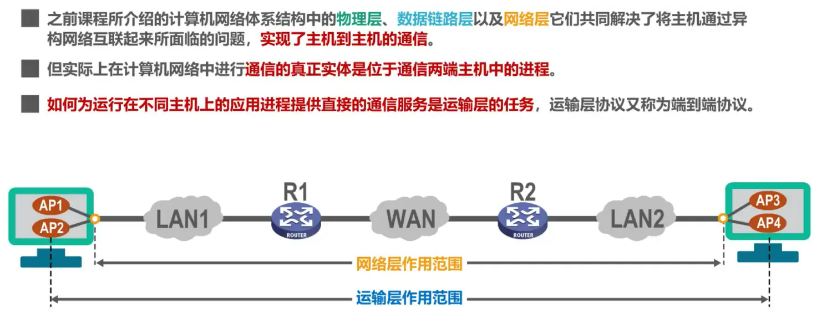 之前课程所介绍的计算机网络体系结构中的物理层、数据链路层以及网络层它们共同解决了将主机通过异
构网络互联起来所面临的问题，实现了主机到主机的通信。
但实际上在计算机网络中进行通信的真正实体是位于通信两端主机中的进程。
如何为运行在不同主机上的应用进程提供直接的通信服务是运输层的任务，运输层协议又称为端到端协议。
R1
R2
AP1
AP2
LAN1
ROUTER
WAN
ROUTER
LAN2
AP3
AP4
网络层作用范围
运输层作用范围